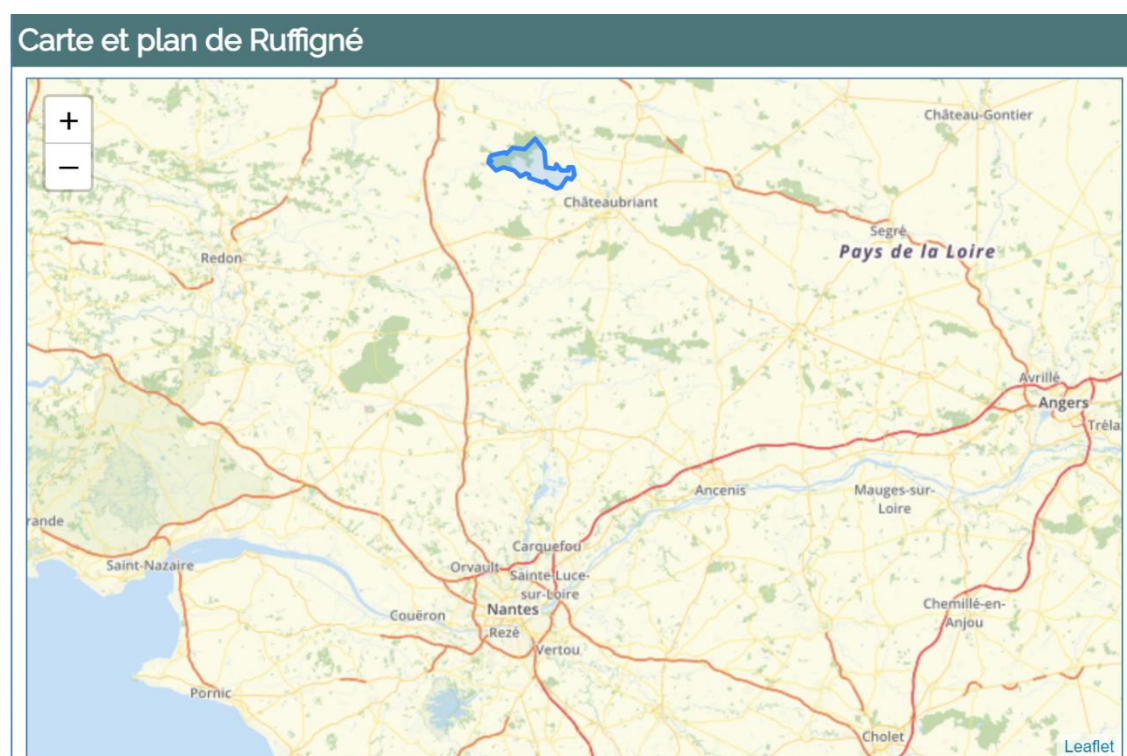 Carte et plan de Ruffigné
+
−
Château-Gontier
Châteaubriant
Segré
Pays de la Loire
Redon
Avrillé
Angers
Tréla
Ancenis
Mauges-sur-
Loire
rande
Carquefou
Saint-Nazaire
Orvault
Sainte-Luce-
sur-Loire
Nantes
Couëron
Chemillé-en-
Anjou
Rezé
Vertou
Pornic
Cholet
Leaflet